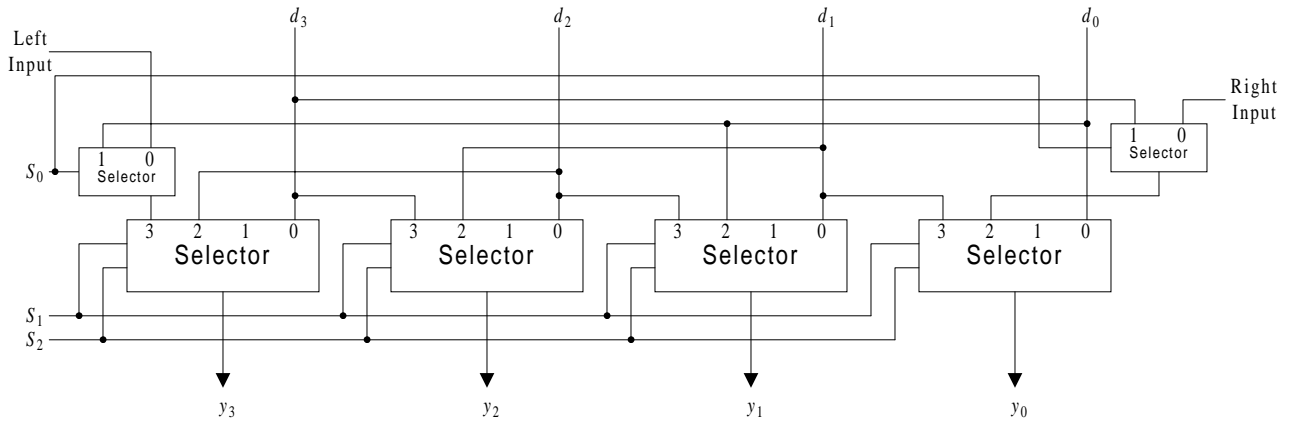 d3 d2 d1 d0
Left
Input
Right
Input
1 0
Selector
S0
1 0
Selector
3 2 1 0
Selector
3 2 1 0
Selector
3 2 1 0
Selector
3 2 1 0
Selector
S1
S2
y3 y2 y1 y0